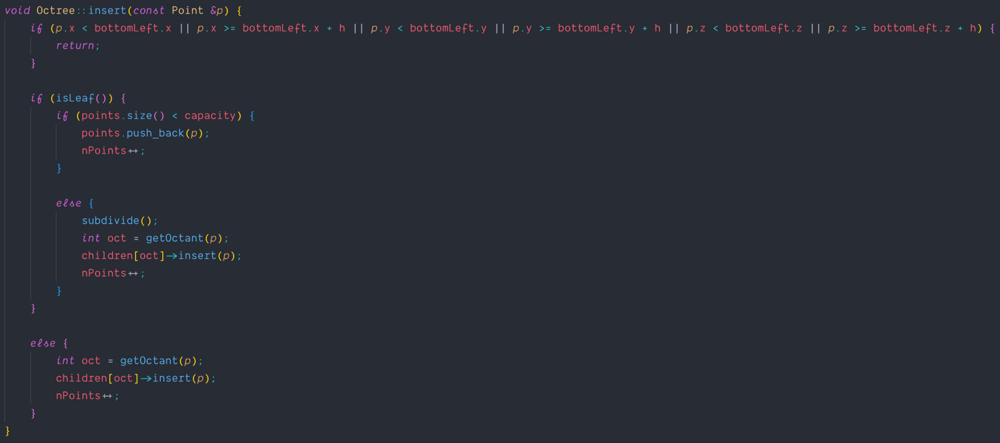 void Octree::insert(const Point &p) {
    if (p.x < bottomLeft.x || p.x >= bottomLeft.x + h || p.y < bottomLeft.y || p.y >= bottomLeft.y + h || p.z < bottomLeft.z || p.z >= bottomLeft.z + h) {
        return;
    }
    if (isLeaf()) {
        if (points.size() < capacity) {
            points.push_back(p);
            nPoints++;
        }
        else {
            subdivide();
            int oct = getOctant(p);
            children[oct]->insert(p);
            nPoints++;
        }
    }
    else {
        int oct = getOctant(p);
        children[oct]->insert(p);
        nPoints++;
    }
}